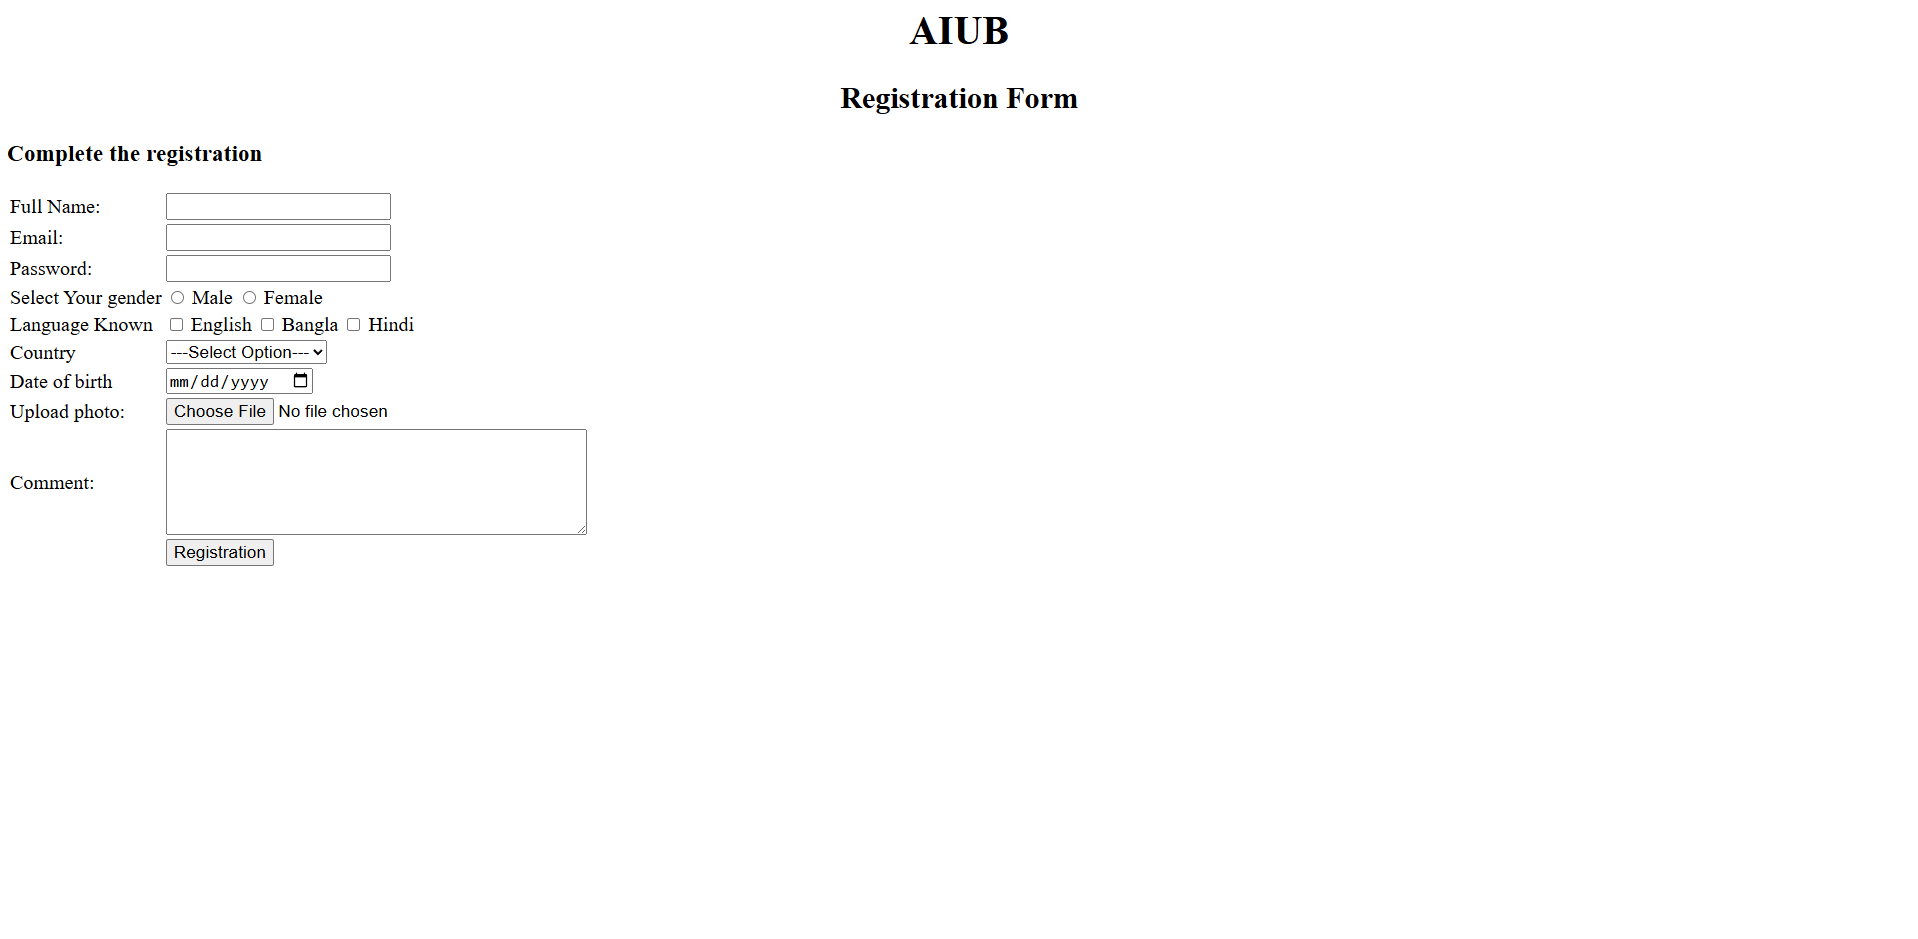 AIUB
Registration Form
Complete the registration
Full Name:
Email:
Password:
Select Your gender Male Female
Language Known English Bangla Hindi
Country ---Select Option---
Date of birth mm/dd/yyyy
Upload photo: Choose File No file chosen
Comment:
Registration